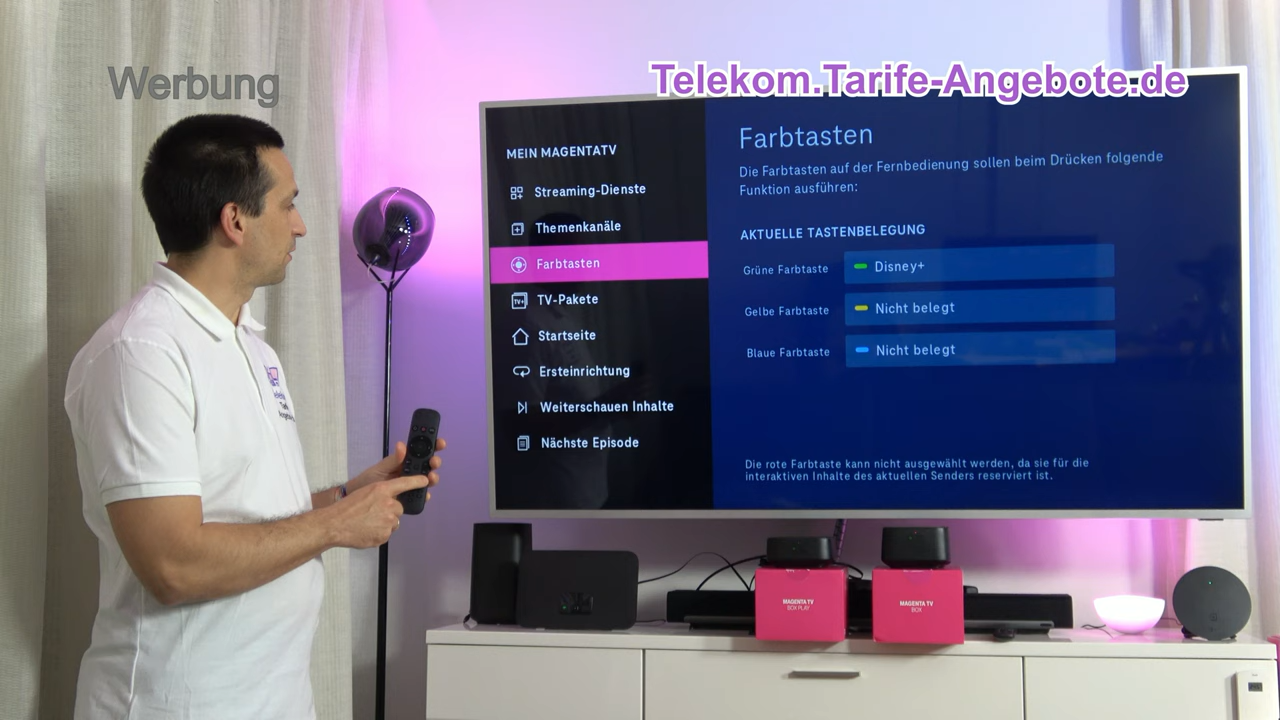 Werbung
Telekom.Tarife-Angebote.de
MEIN MAGENTATV
Streaming-Dienste
Themenkanäle
Farbtasten
TV-Pakete
Startseite
Ersteinrichtung
Weiterschauen Inhalte
Nächste Episode
Farbtasten
Die Farbtasten auf der Fernbedienung sollen beim Drücken folgende
Funktion ausführen:
AKTUELLE TASTENBELEGUNG
Grüne Farbtaste
Disney+
Gelbe Farbtaste
Nicht belegt
Blaue Farbtaste
Nicht belegt
Die rote Farbtaste kann nicht ausgewählt werden, da sie für die
interaktiven Inhalte des aktuellen Senders reserviert ist.
MAGENTA TV
BOX PLAY
MAGENTA TV
BOX